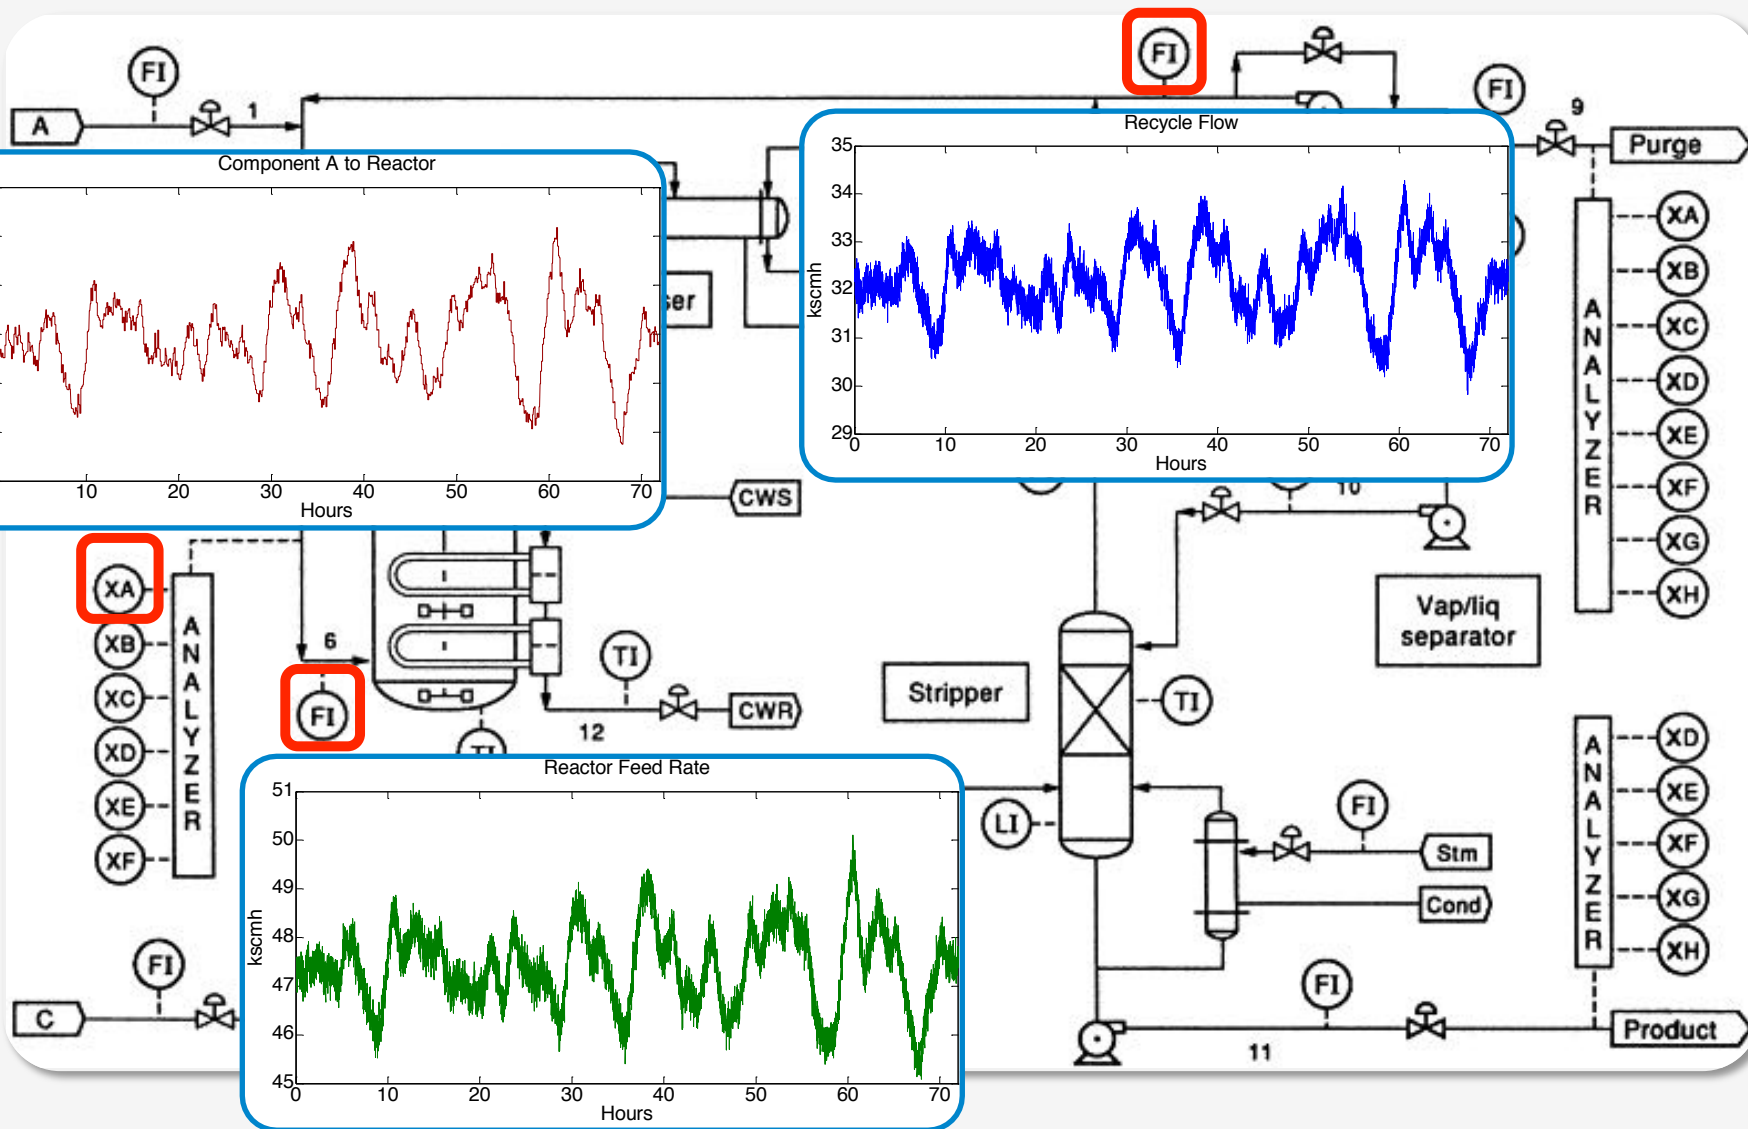 FI
FI
FI
A
1
9
Purge
Component A to Reactor
10
20
30
40
50
60
70
Hours
Recycle Flow
35
34
33
32
31
30
29
kscmh
0
10
20
30
40
50
60
70
Hours
ser
ANALYZER
XA
XB
XC
XD
XE
XF
XG
XH
CWS
10
XA
XB
XC
XD
XE
XF
ANALYZER
6
FI
TI
TI
12
CWR
Stripper
TI
Vap/liq
separator
LI
FI
Stm
Cond
ANALYZER
XD
XE
XF
XG
XH
Reactor Feed Rate
51
50
49
48
47
46
45
kscmh
0
10
20
30
40
50
60
70
Hours
FI
C
FI
11
Product